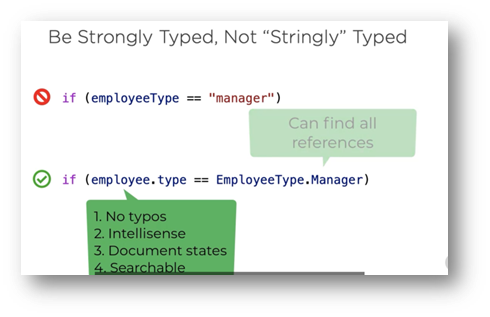 Be Strongly Typed, Not “Stringly” Typed
if (employeeType == "manager")
Can find all
references
if (employee.type == EmployeeType.Manager)
1. No typos
2. Intellisense
3. Document states
4. Searchable